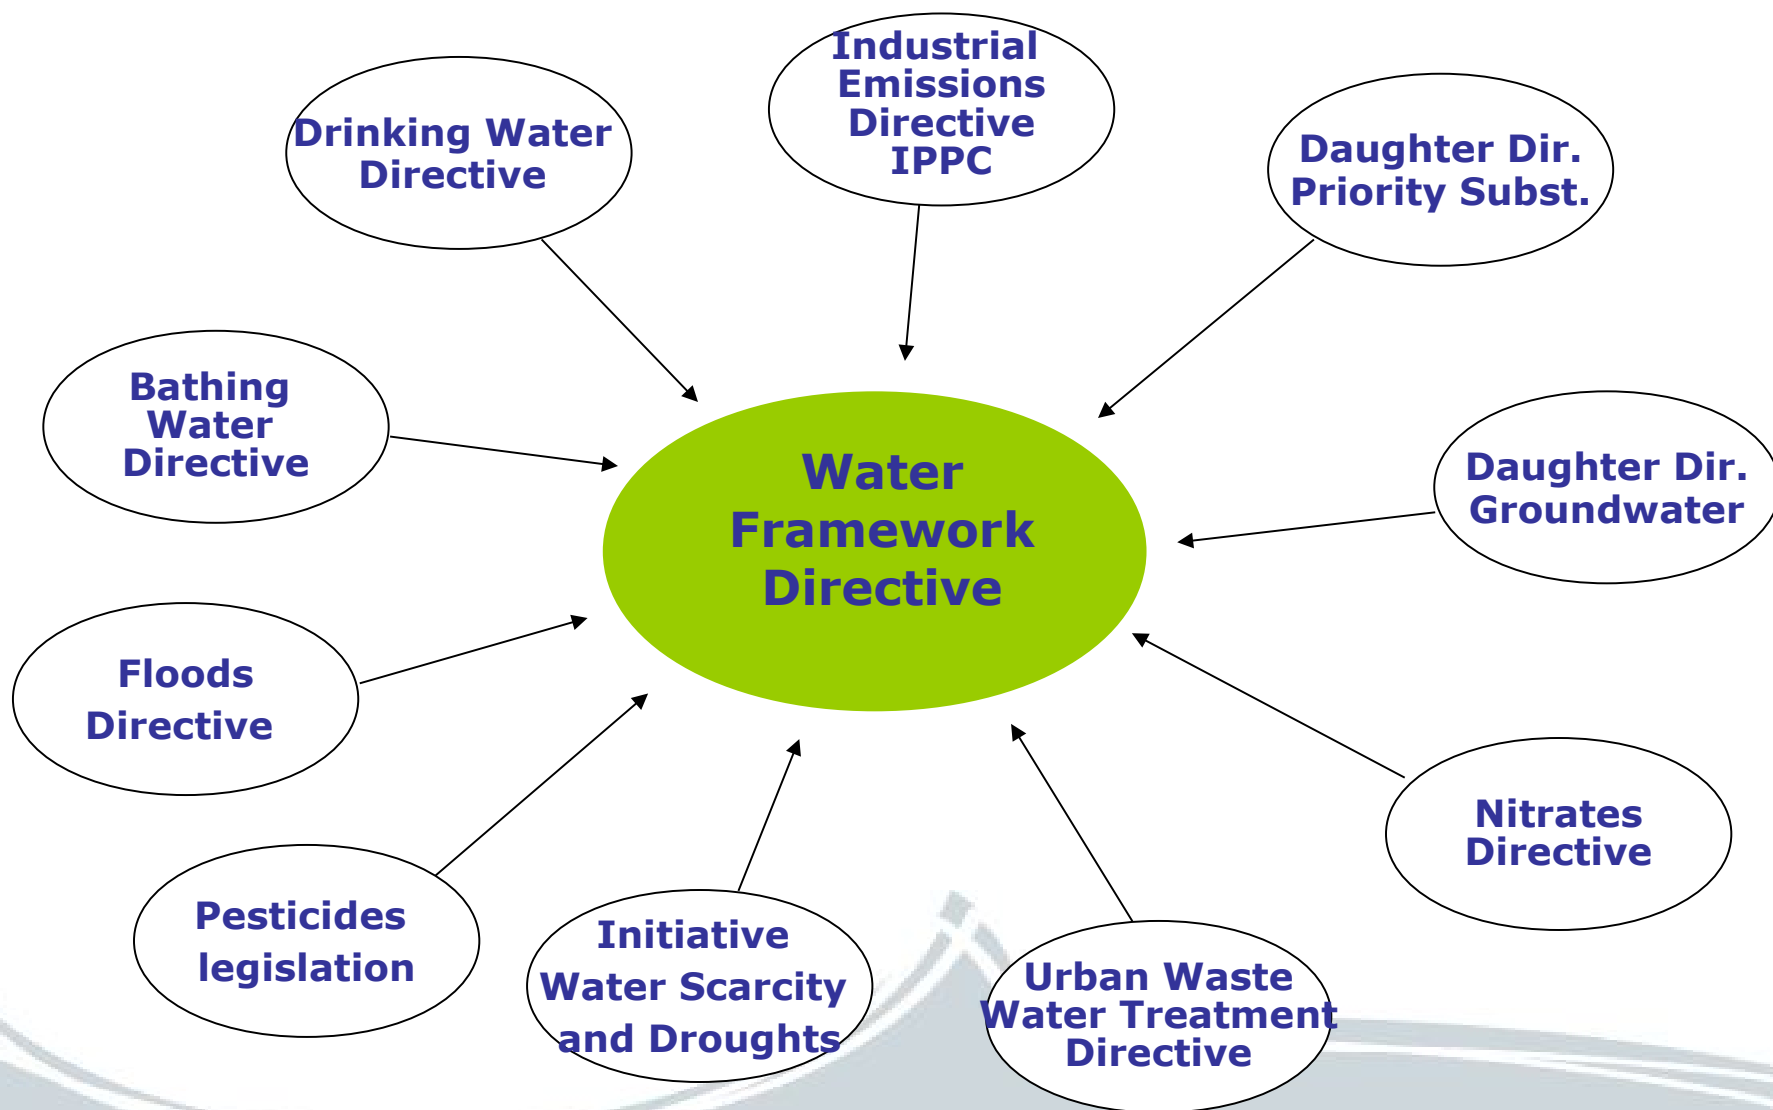 Industrial
Emissions
Directive
IPPC
Drinking Water
Directive
Daughter Dir.
Priority Subst.
Bathing
Water
Directive
Water
Framework
Directive
Daughter Dir.
Groundwater
Floods
Directive
Nitrates
Directive
Pesticides
legislation
Initiative
Water Scarcity
and Droughts
Urban Waste
Water Treatment
Directive